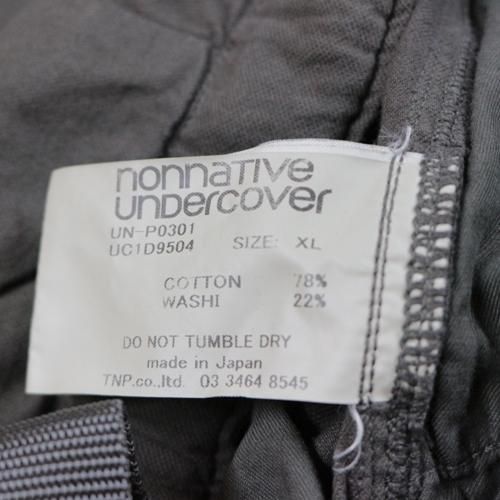 nonnaTIVE
unDercover
UN-P0301
UC1D9504 SIZE: XL
COTTON 78%
WASHI 22%
DO NOT TUMBLE DRY
made in Japan
TNP.co.,ltd. 03 3464 8545